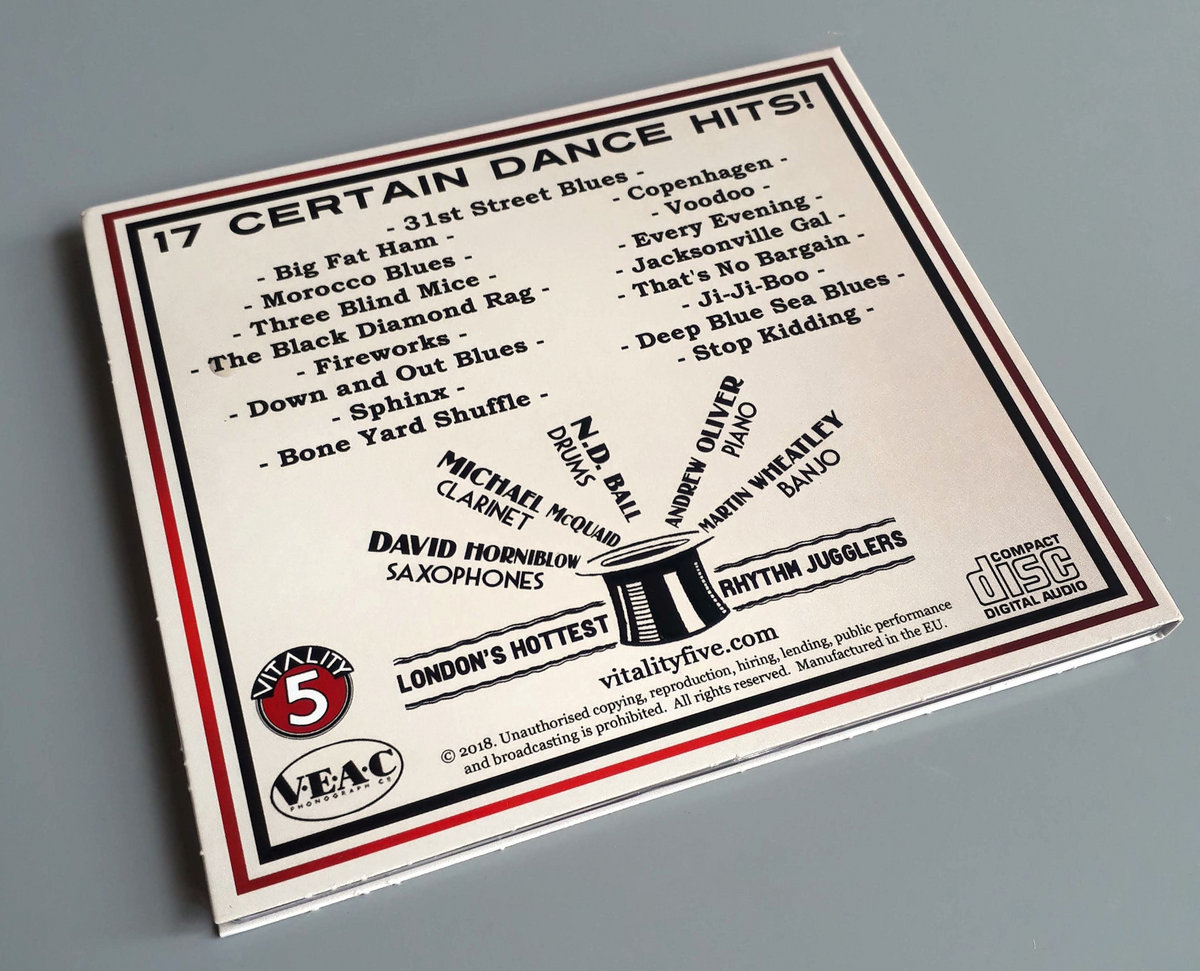 17 CERTAIN DANCE HITS!
- 31st Street Blues -
- Big Fat Ham -
- Morocco Blues -
- Three Blind Mice -
- The Black Diamond Rag -
- Fireworks -
- Down and Out Blues -
- Sphinx -
- Bone Yard Shuffle -
- Copenhagen -
- Voodoo -
- Every Evening -
- Jacksonville Gal -
- That's No Bargain -
- Ji-Ji-Boo -
- Deep Blue Sea Blues -
- Stop Kidding -
DAVID HORNIBLOW
SAXOPHONES
MICHAEL McQUAID
CLARINET
N.D. BALL
DRUMS
ANDREW OLIVER
PIANO
MARTIN WHEATLEY
BANJO
LONDON'S HOTTEST
RHYTHM JUGGLERS
vitalityfive.com
© 2018. Unauthorised copying, reproduction, hiring, lending, public performance
and broadcasting is prohibited. All rights reserved. Manufactured in the EU.
VITALITY
5
V·E·A·C
PHONOGRAPH Co
COMPACT
disc
DIGITAL AUDIO